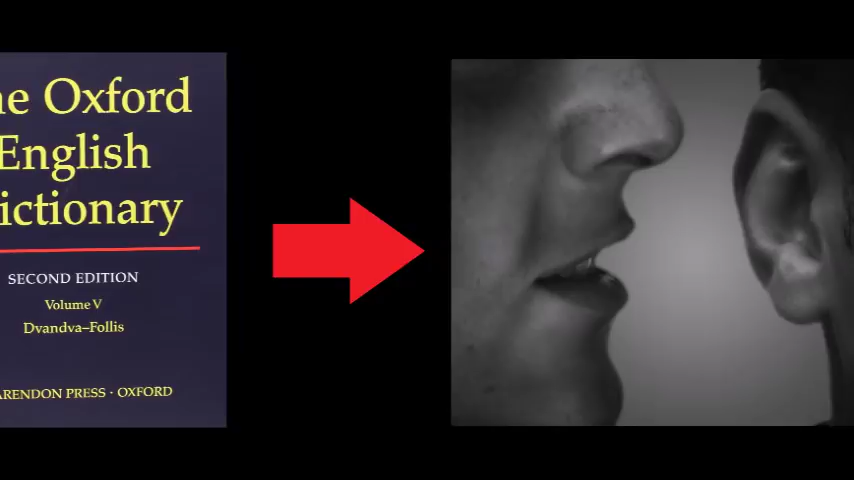 he Oxford
English
ictionary
SECOND EDITION
Volume V
Dvandva–Follis
ARENDON PRESS · OXFORD